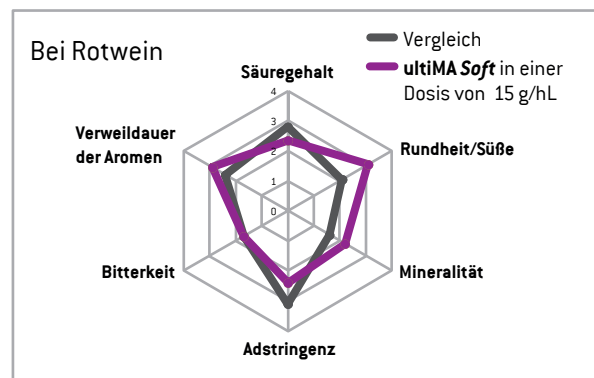 Bei Rotwein
Vergleich
ultiMA Soft in einer
Dosis von 15 g/hL
Säuregehalt
4
3
2
1
0
Verweildauer
der Aromen
Rundheit/Süße
Bitterkeit
Mineralität
Adstringenz